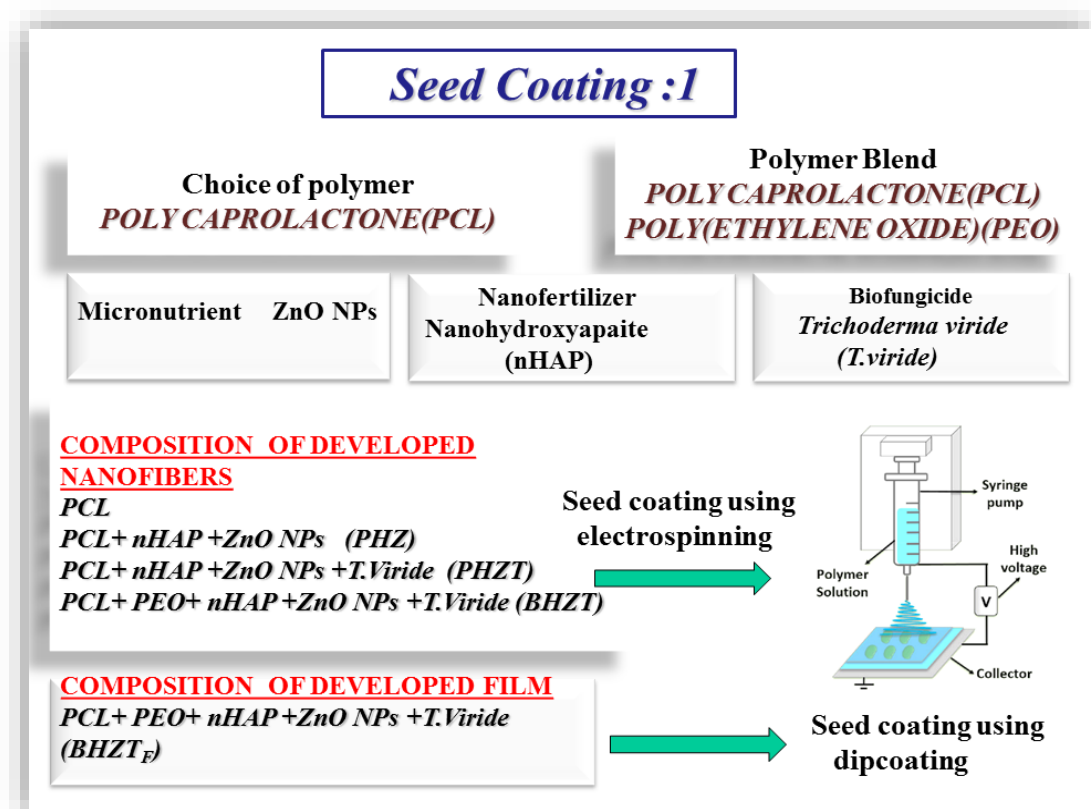 Seed Coating :1
Choice of polymer
POLY CAPROLACTONE(PCL)
Polymer Blend
POLY CAPROLACTONE(PCL)
POLY(ETHYLENE OXIDE)(PEO)
Micronutrient ZnO NPs
Nanofertilizer
Nanohydroxyapaite
(nHAP)
Biofungicide
Trichoderma viride
(T.viride)
COMPOSITION OF DEVELOPED
NANOFIBERS
PCL
PCL+ nHAP +ZnO NPs (PHZ)
PCL+ nHAP +ZnO NPs +T.Viride (PHZT)
PCL+ PEO+ nHAP +ZnO NPs +T.Viride (BHZT)
Seed coating using
electrospinning
Syringe
pump
High
voltage
Polymer
Solution
V
Collector
COMPOSITION OF DEVELOPED FILM
PCL+ PEO+ nHAP +ZnO NPs +T.Viride
(BHZTF)
Seed coating using
dipcoating